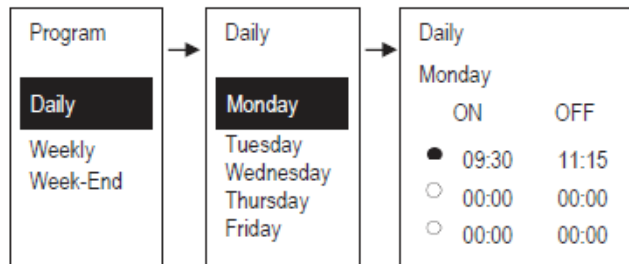 Program
Daily
Weekly
Week-End
Daily
Monday
Tuesday
Wednesday
Thursday
Friday
Daily
Monday
ON OFF
09:30 11:15
00:00 00:00
00:00 00:00